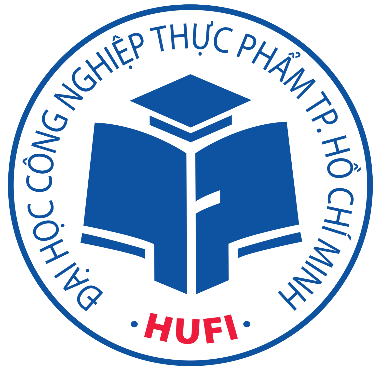 ĐẠI HỌC CÔNG NGHIỆP THỰC PHẨM TP. HỒ CHÍ MINH
• HUFI •